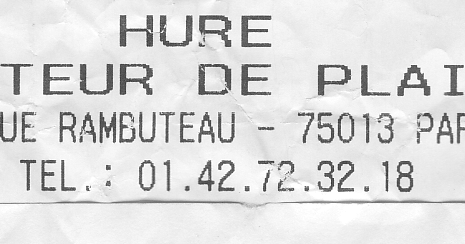 HURE
TEUR DE PLAI
UE RAMBUTEAU - 75013 PAR
TEL.: 01.42.72.32.18